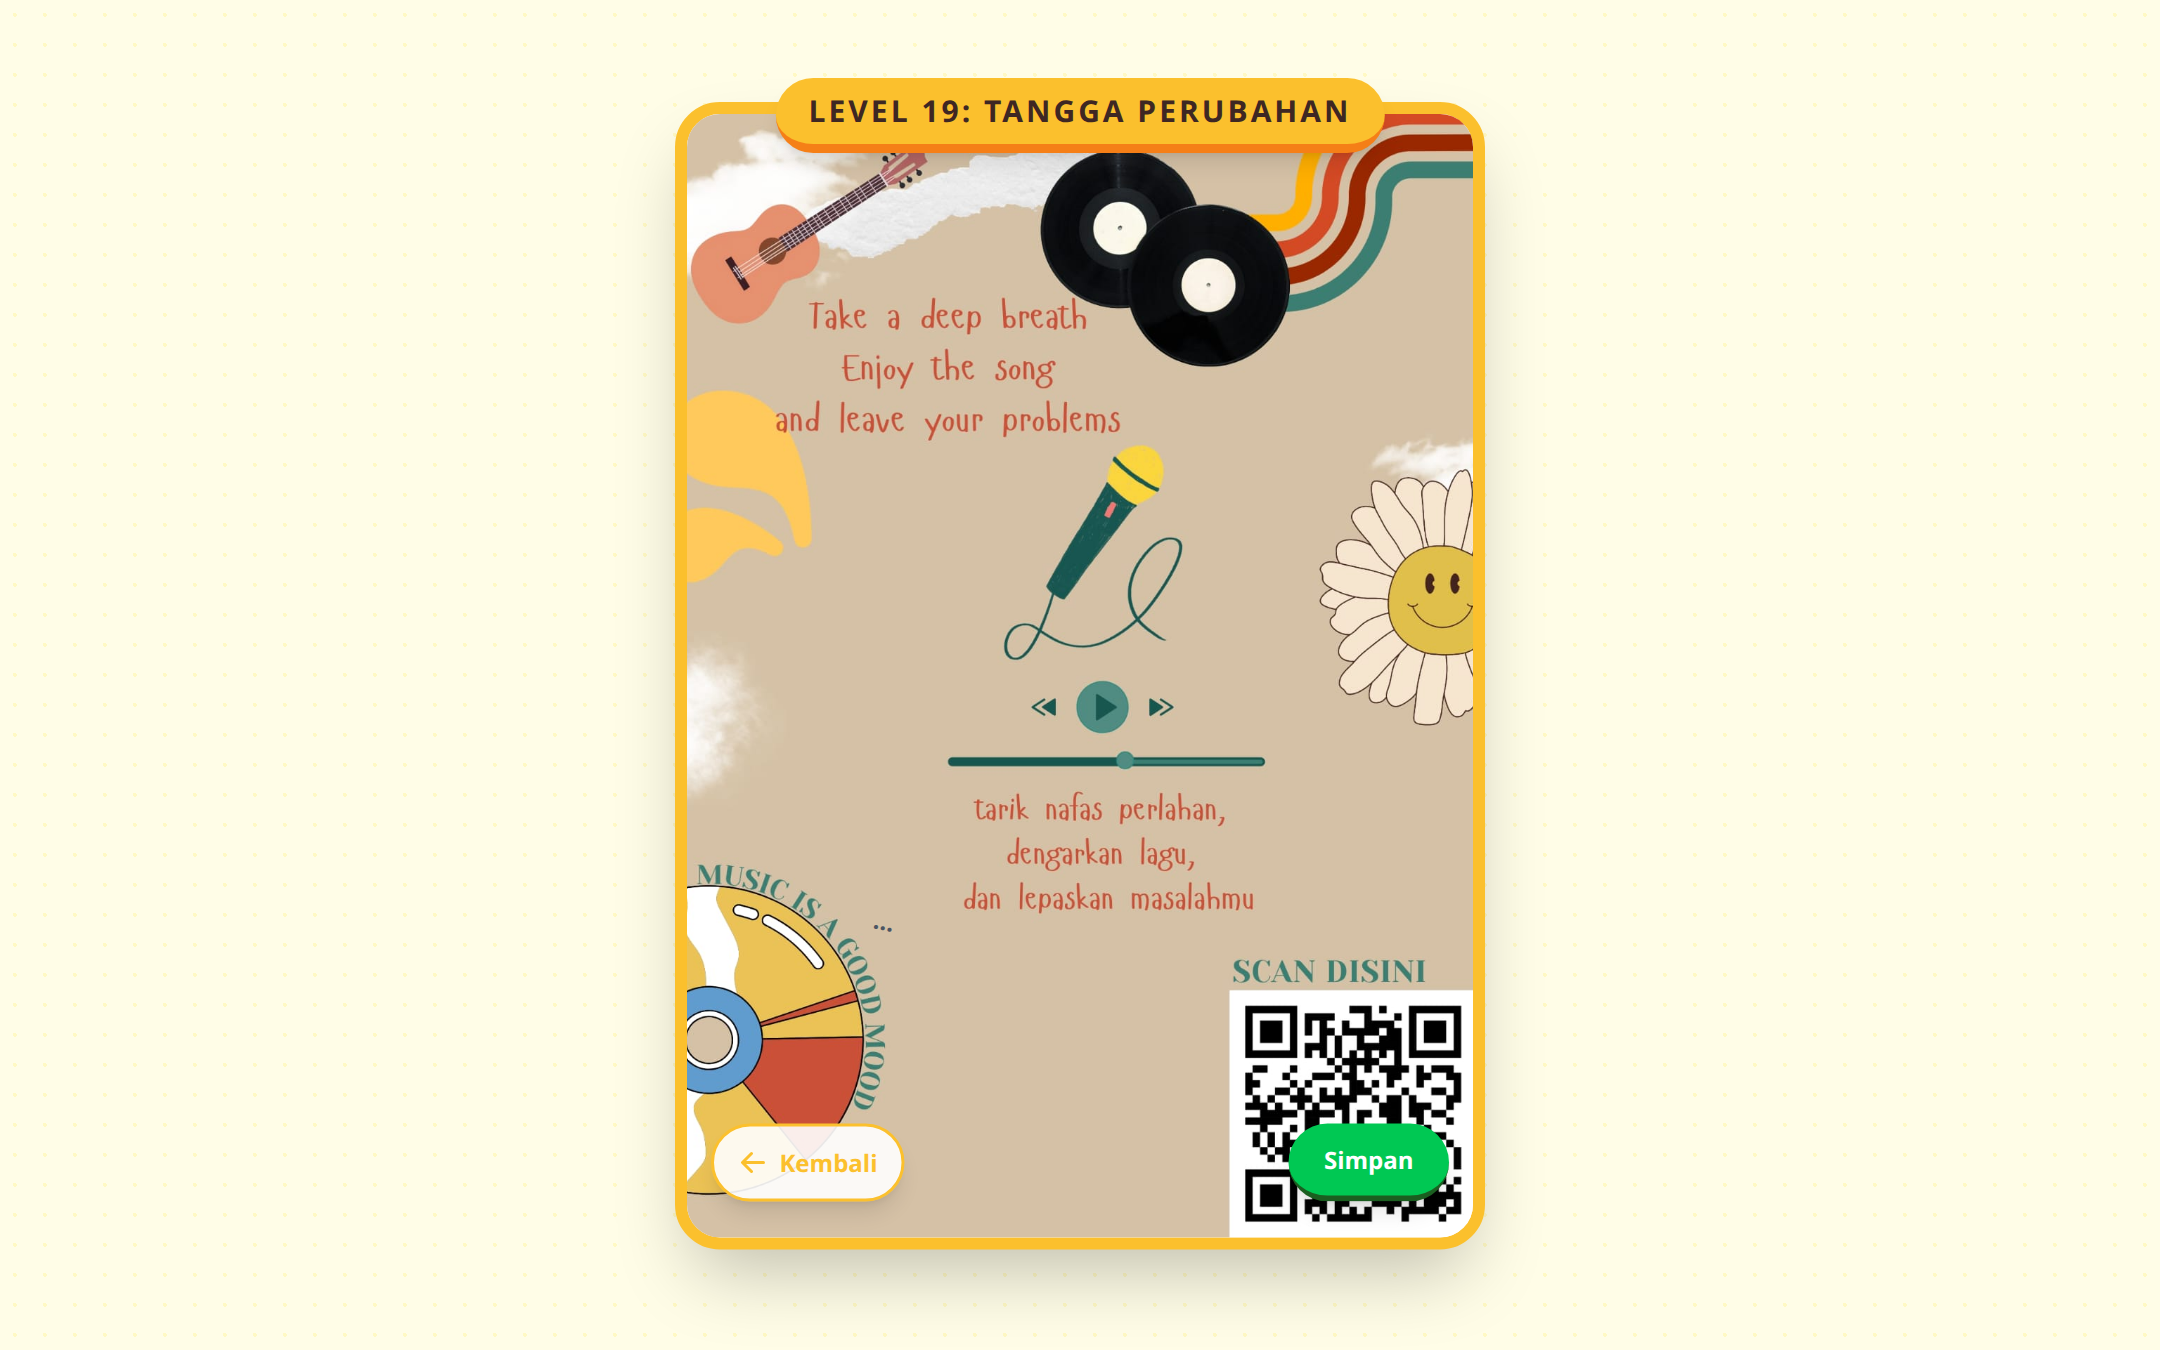 LEVEL 19: TANGGA PERUBAHAN
Take a deep breath
Enjoy the song
and leave your problems
tarik nafas perlahan,
dengarkan lagu,
dan lepaskan masalahmu
MUSIC IS A GOOD MOOD
...
SCAN DISINI
Kembali
Simpan